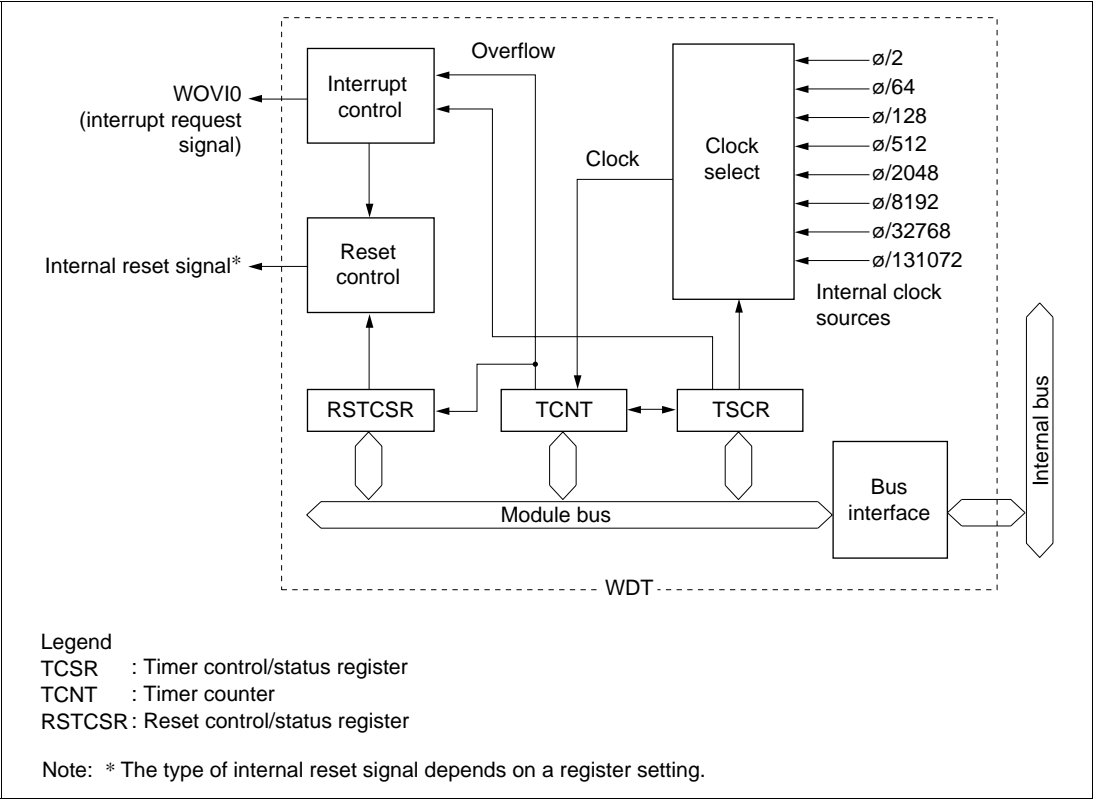 Overflow
WOVI0
(interrupt request
signal)
Interrupt
control
Clock
Clock
select
ø/2
ø/64
ø/128
ø/512
ø/2048
ø/8192
ø/32768
ø/131072
Internal clock
sources
Internal reset signal*
Reset
control
RSTCSR
TCNT
TSCR
Module bus
Bus
interface
Internal bus
WDT
Legend
TCSR : Timer control/status register
TCNT : Timer counter
RSTCSR : Reset control/status register
Note: * The type of internal reset signal depends on a register setting.